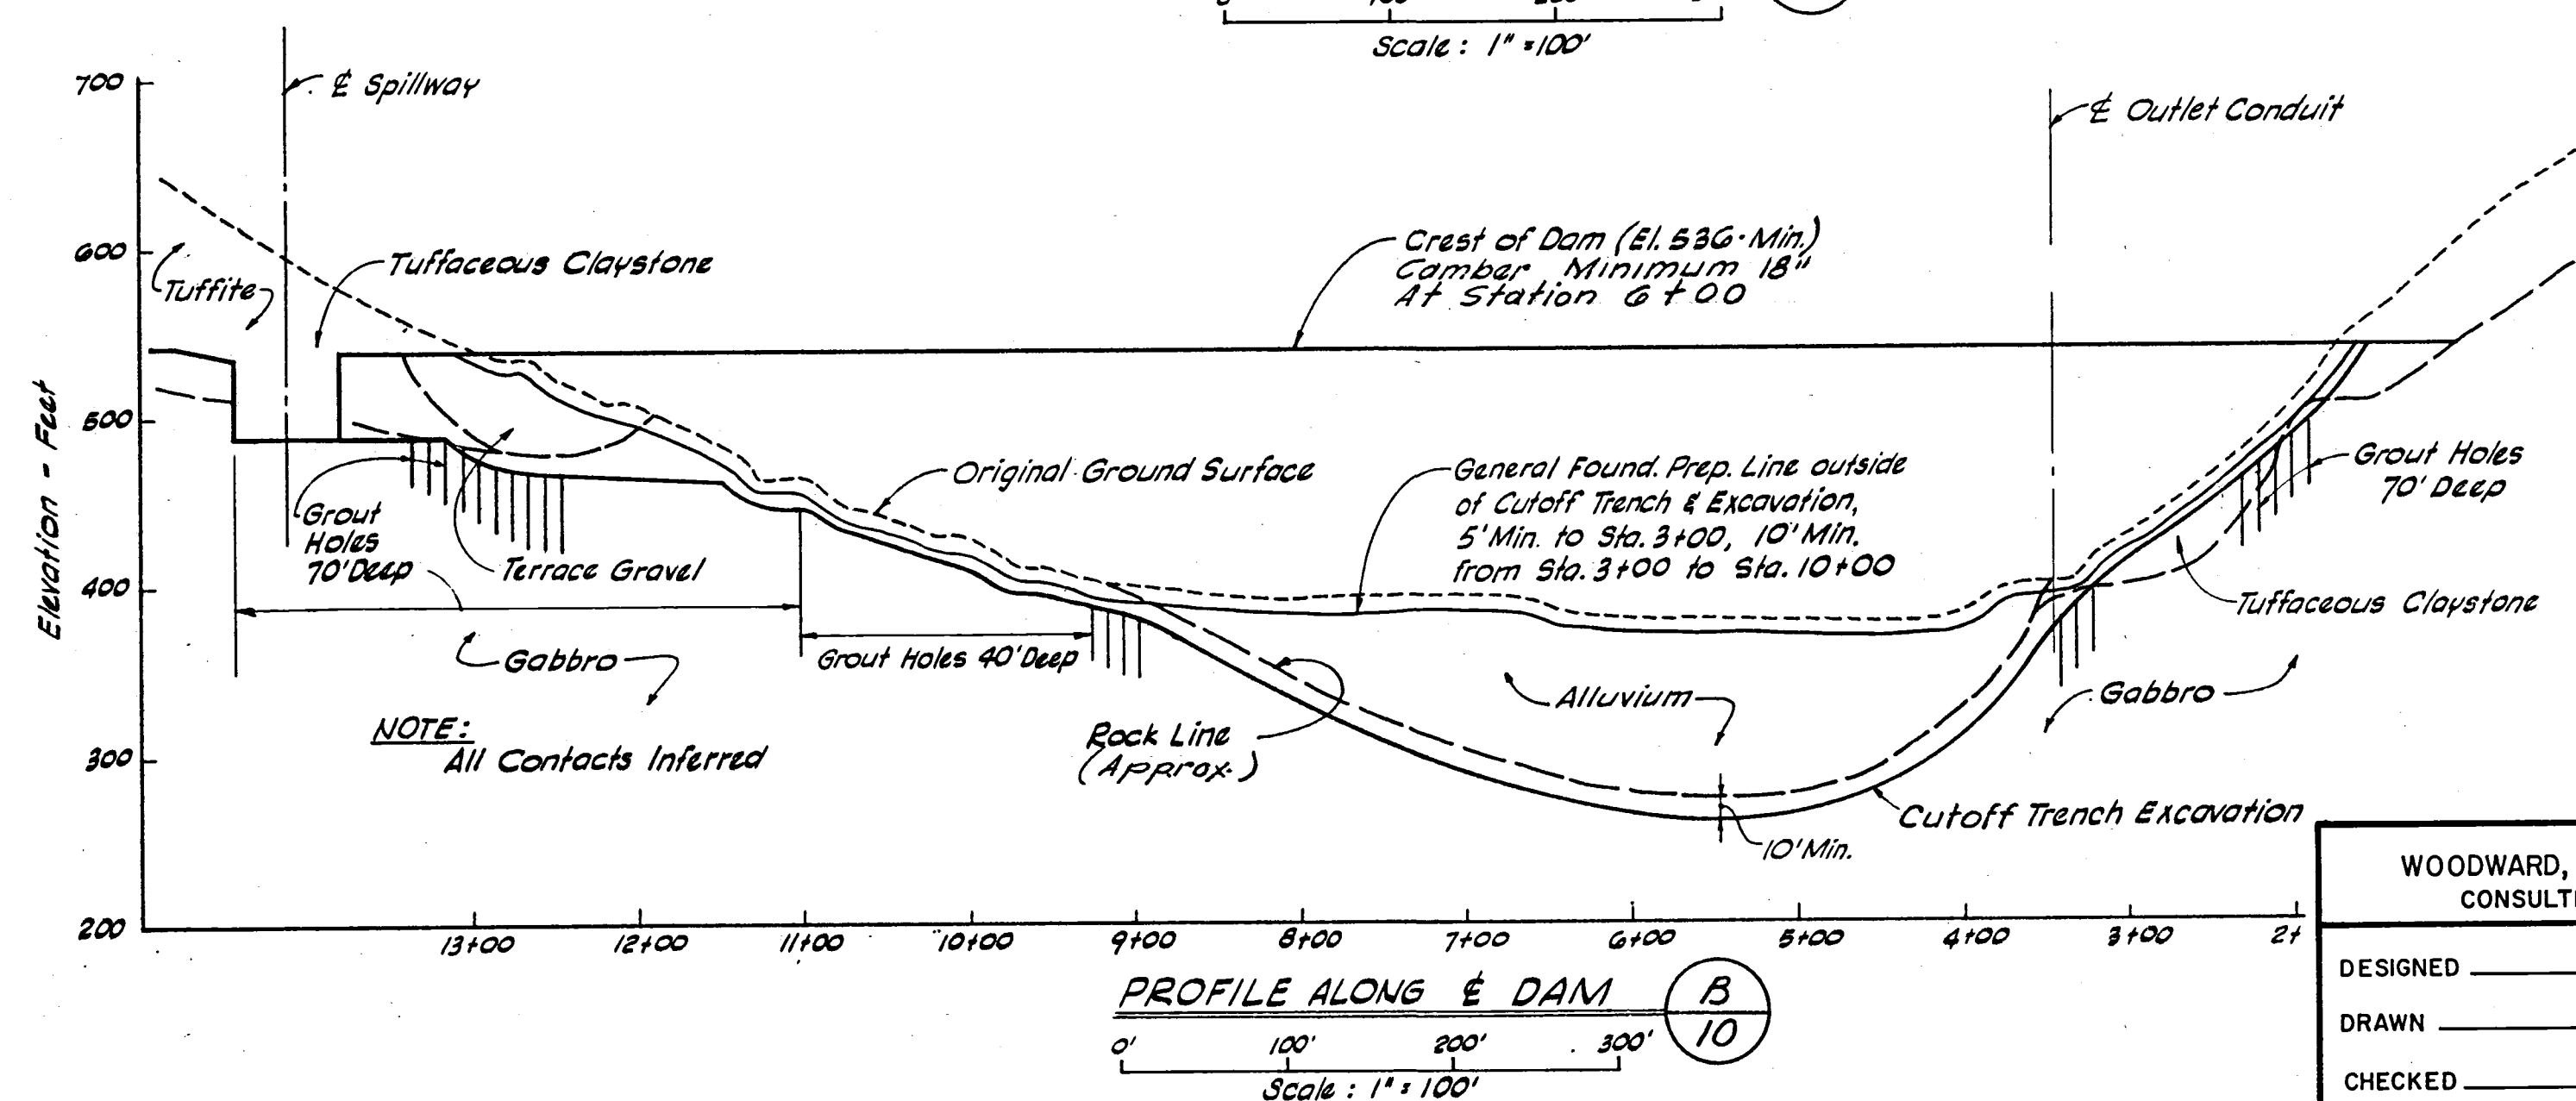 Scale : 1" = 100'
700
℄ Spillway
℄ Outlet Conduit
600
Tuffite
Tuffaceous Claystone
Crest of Dam (El. 536 · Min.)
Camber Minimum 18"
At Station 6+00
Elevation - Feet
500
Original Ground Surface
General Found. Prep. Line outside
of Cutoff Trench & Excavation,
5' Min. to Sta. 3+00, 10' Min.
from Sta. 3+00 to Sta. 10+00
Grout Holes
70' Deep
Grout
Holes
70' Deep
Terrace Gravel
400
Tuffaceous Claystone
Gabbro
Grout Holes 40' Deep
Alluvium
Gabbro
NOTE:
All Contacts Inferred
Rock Line
(Approx.)
300
Cutoff Trench Excavation
10' Min.
200
13+00 12+00 11+00 10+00 9+00 8+00 7+00 6+00 5+00 4+00 3+00 2+
PROFILE ALONG ℄ DAM
B
10
0' 100' 200' 300'
Scale : 1" = 100'
WOODWARD,
CONSULT
DESIGNED
DRAWN
CHECKED